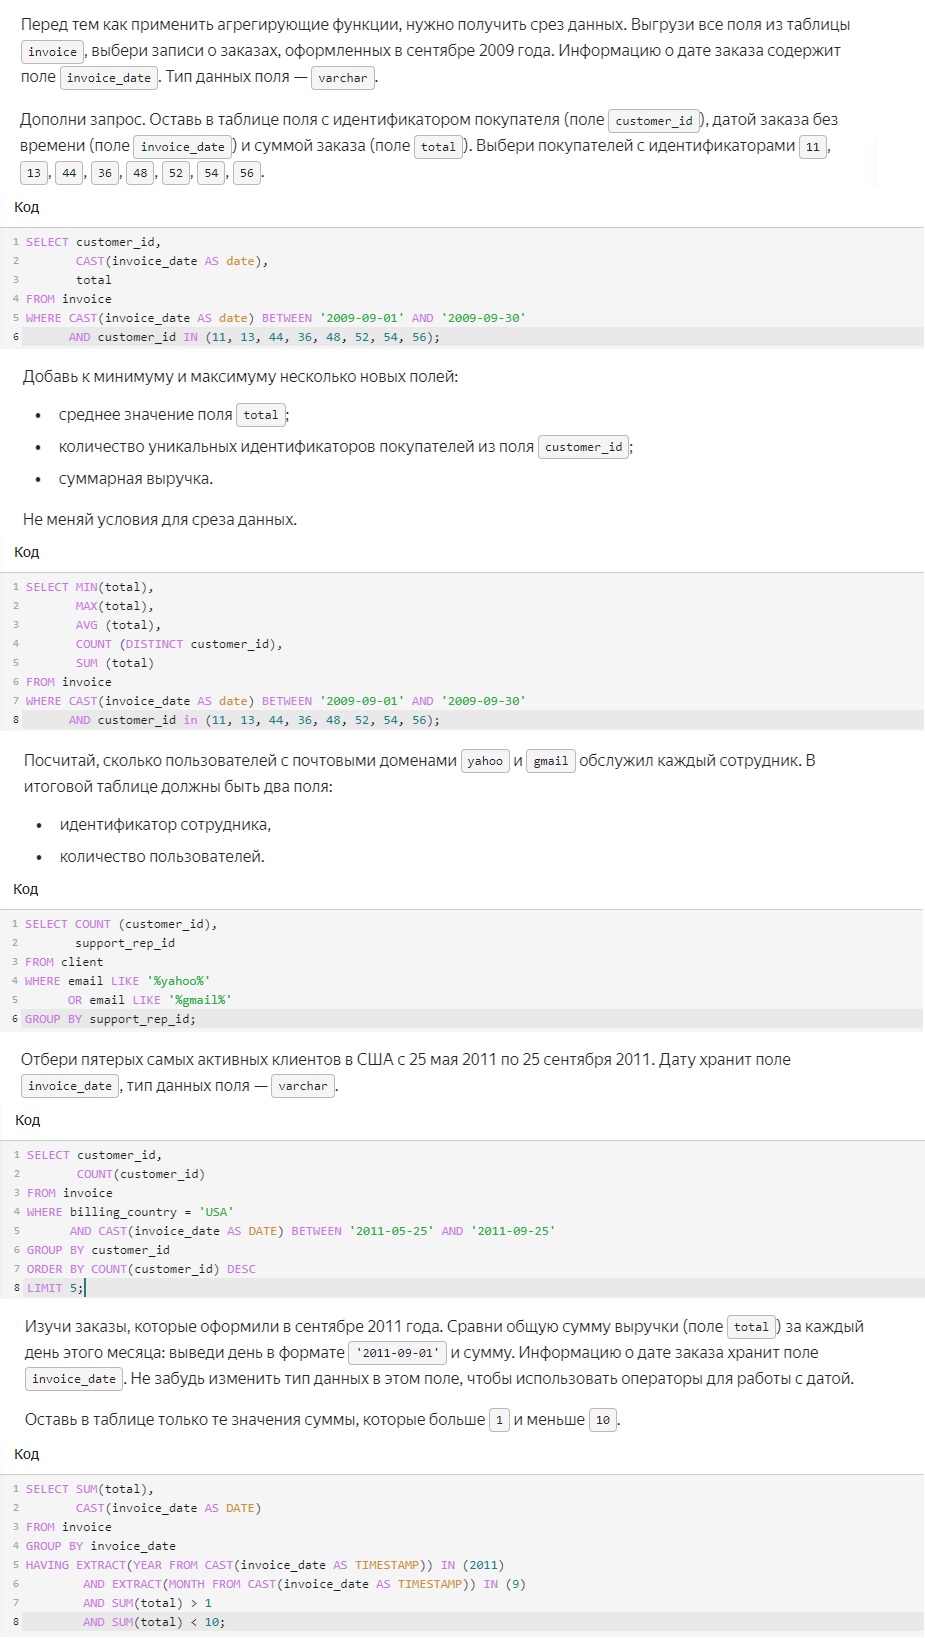 Перед тем как применить агрегирующие функции, нужно получить срез данных. Выгрузи все поля из таблицы
invoice, выбери записи о заказах, оформленных в сентябре 2009 года. Информацию о дате заказа содержит
поле invoice_date. Тип данных поля — varchar.
Дополни запрос. Оставь в таблице поля с идентификатором покупателя (поле customer_id), датой заказа без
времени (поле invoice_date) и суммой заказа (поле total). Выбери покупателей с идентификаторами 11,
13, 44, 36, 48, 52, 54, 56.
Код
1 SELECT customer_id,
2        CAST(invoice_date AS date),
3        total
4 FROM invoice
5 WHERE CAST(invoice_date AS date) BETWEEN '2009-09-01' AND '2009-09-30'
6       AND customer_id IN (11, 13, 44, 36, 48, 52, 54, 56);
Добавь к минимуму и максимуму несколько новых полей:
• среднее значение поля total;
• количество уникальных идентификаторов покупателей из поля customer_id;
• суммарная выручка.
Не меняй условия для среза данных.
Код
1 SELECT MIN(total),
2        MAX(total),
3        AVG (total),
4        COUNT (DISTINCT customer_id),
5        SUM (total)
6 FROM invoice
7 WHERE CAST(invoice_date AS date) BETWEEN '2009-09-01' AND '2009-09-30'
8       AND customer_id in (11, 13, 44, 36, 48, 52, 54, 56);
Посчитай, сколько пользователей с почтовыми доменами yahoo и gmail обслужил каждый сотрудник. В
итоговой таблице должны быть два поля:
• идентификатор сотрудника,
• количество пользователей.
Код
1 SELECT COUNT (customer_id),
2        support_rep_id
3 FROM client
4 WHERE email LIKE '%yahoo%'
5       OR email LIKE '%gmail%'
6 GROUP BY support_rep_id;
Отбери пятерых самых активных клиентов в США с 25 мая 2011 по 25 сентября 2011. Дату хранит поле
invoice_date, тип данных поля — varchar.
Код
1 SELECT customer_id,
2        COUNT(customer_id)
3 FROM invoice
4 WHERE billing_country = 'USA'
5       AND CAST(invoice_date AS DATE) BETWEEN '2011-05-25' AND '2011-09-25'
6 GROUP BY customer_id
7 ORDER BY COUNT(customer_id) DESC
8 LIMIT 5;
Изучи заказы, которые оформили в сентябре 2011 года. Сравни общую сумму выручки (поле total) за каждый
день этого месяца: выведи день в формате '2011-09-01' и сумму. Информацию о дате заказа хранит поле
invoice_date. Не забудь изменить тип данных в этом поле, чтобы использовать операторы для работы с датой.
Оставь в таблице только те значения суммы, которые больше 1 и меньше 10.
Код
1 SELECT SUM(total),
2        CAST(invoice_date AS DATE)
3 FROM invoice
4 GROUP BY invoice_date
5 HAVING EXTRACT(YEAR FROM CAST(invoice_date AS TIMESTAMP)) IN (2011)
6        AND EXTRACT(MONTH FROM CAST(invoice_date AS TIMESTAMP)) IN (9)
7        AND SUM(total) > 1
8        AND SUM(total) < 10;